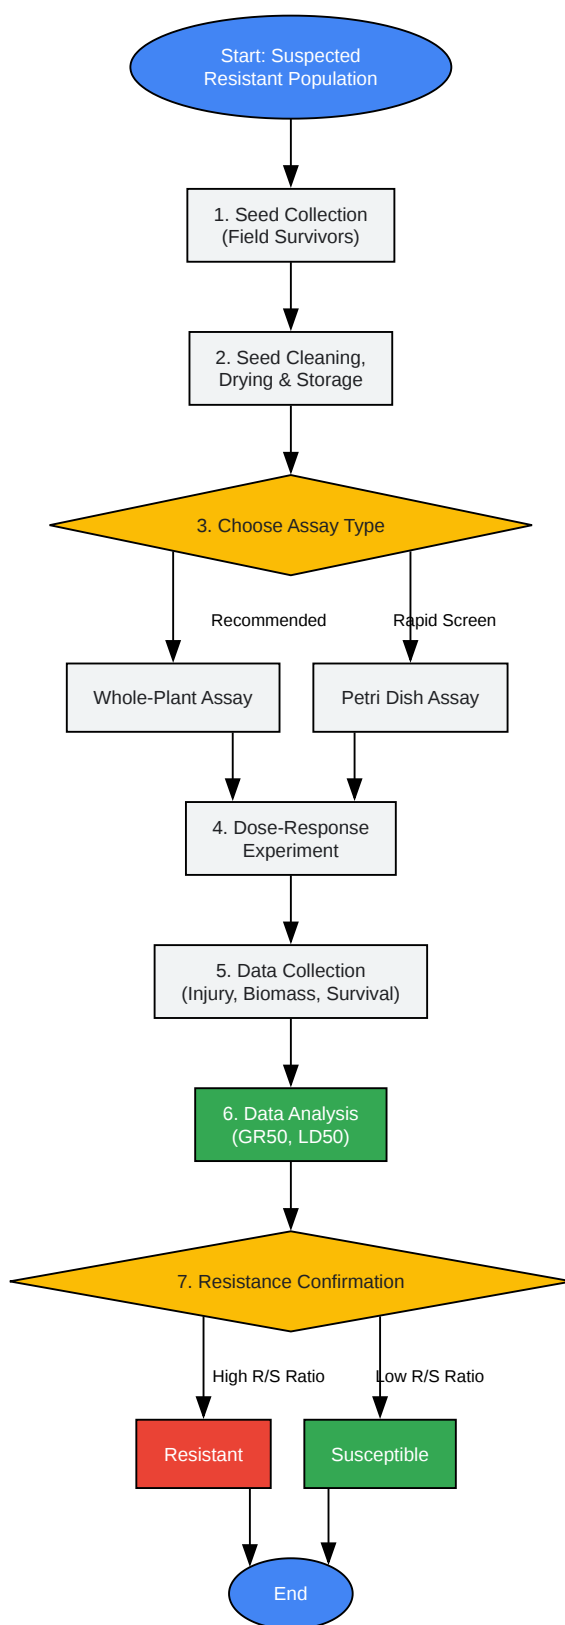 Start: Suspected
Resistant Population
1. Seed Collection
(Field Survivors)
2. Seed Cleaning,
Drying & Storage
3. Choose Assay Type
Recommended
Rapid Screen
Whole-Plant Assay
Petri Dish Assay
4. Dose-Response
Experiment
5. Data Collection
(Injury, Biomass, Survival)
6. Data Analysis
(GR50, LD50)
7. Resistance Confirmation
High R/S Ratio
Low R/S Ratio
Resistant
Susceptible
End